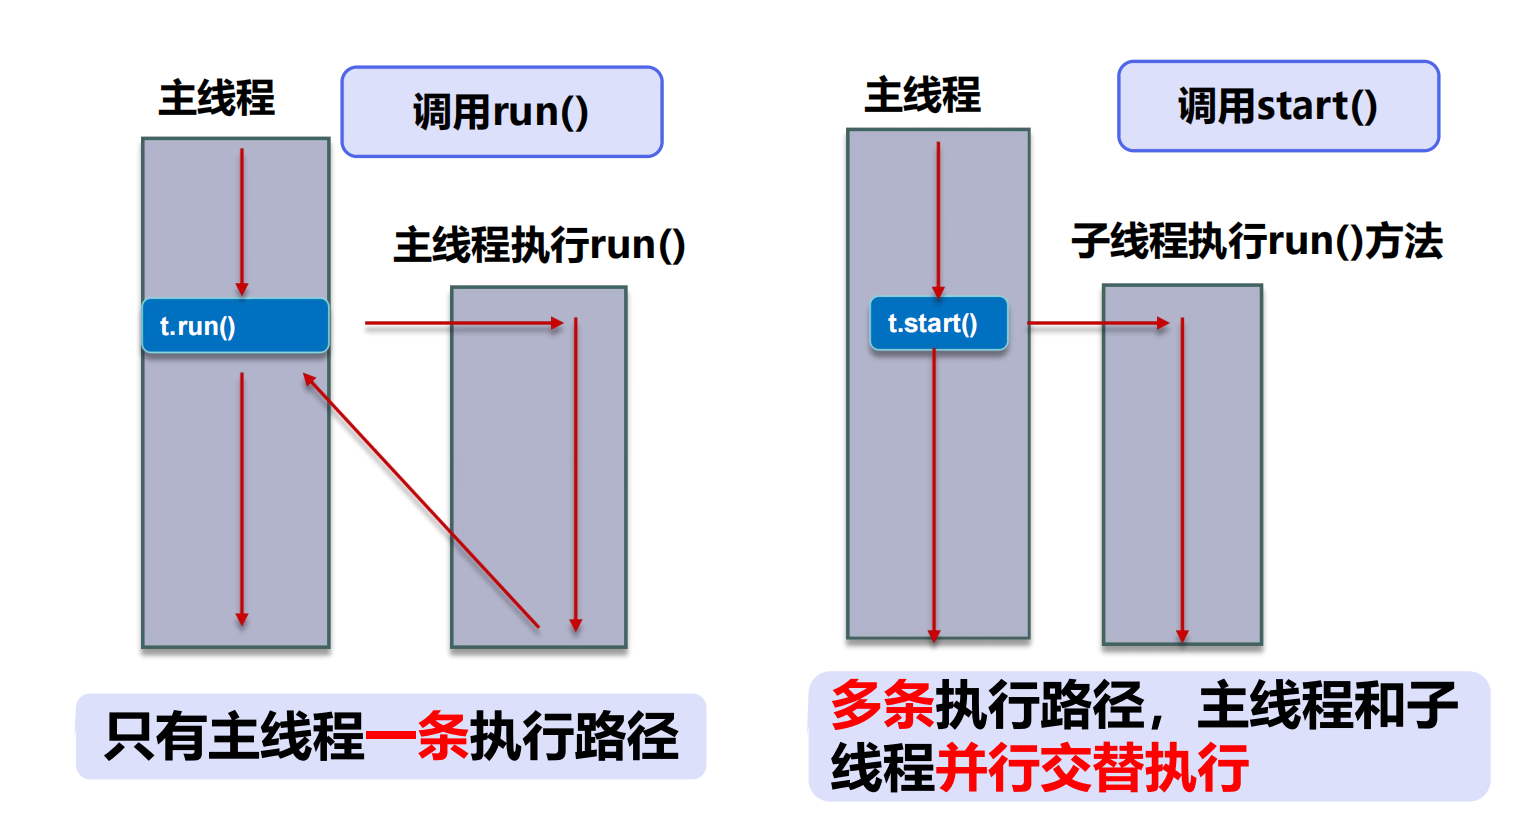 主线程
调用run()
主线程执行run()
t.run()
只有主线程一条执行路径
主线程
调用start()
子线程执行run()方法
t.start()
多条执行路径，主线程和子
线程并行交替执行